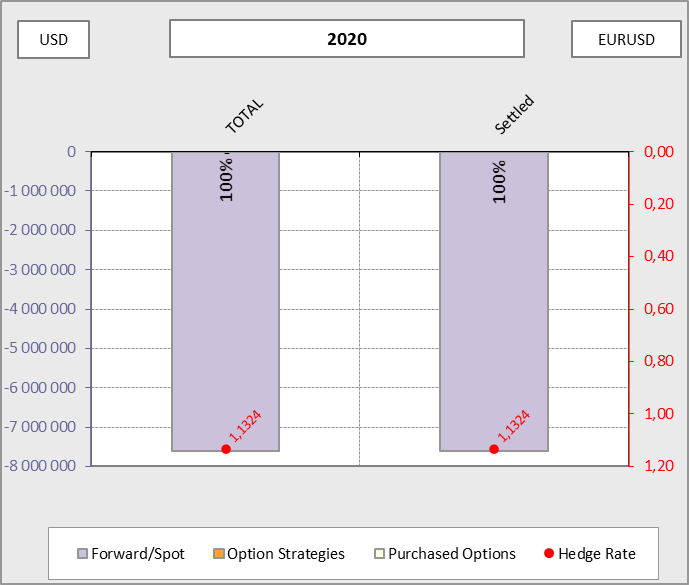 USD
2020
EURUSD
TOTAL
Settled
0
-1 000 000
-2 000 000
-3 000 000
-4 000 000
-5 000 000
-6 000 000
-7 000 000
-8 000 000
100%
100%
1,1324
1,1324
0,00
0,20
0,40
0,60
0,80
1,00
1,20
Forward/Spot
Option Strategies
Purchased Options
Hedge Rate